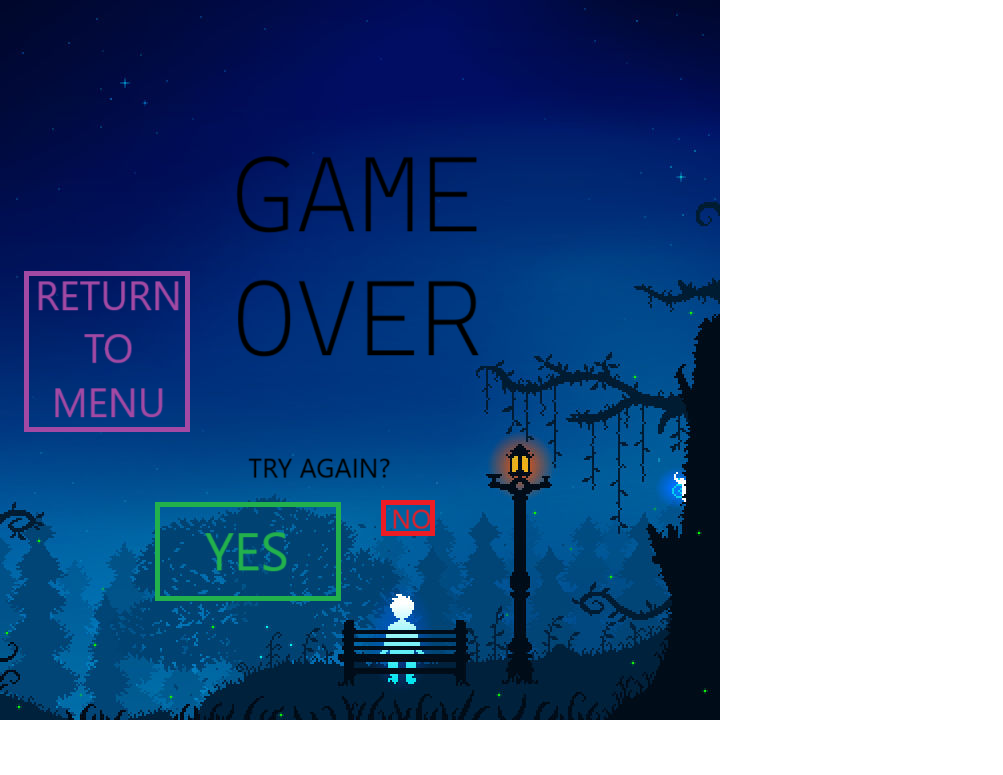 GAME
OVER
RETURN
TO
MENU
TRY AGAIN?
YES
NO